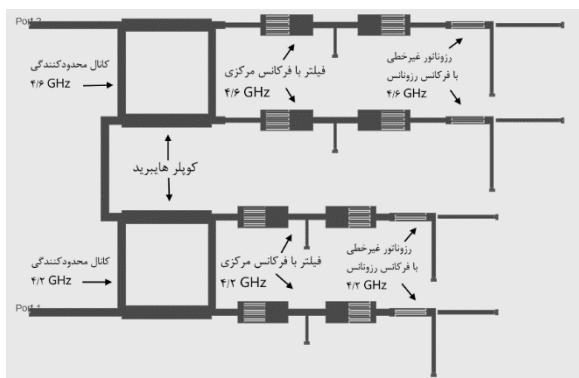 Port 2
کانال محدودکنندگی
۴/۶ GHz
فیلتر با فرکانس مرکزی
۴/۶ GHz
رزوناتور غیرخطی
با فرکانس رزونانس
۴/۶ GHz
کوپلر هایبرید
کانال محدودکنندگی
۴/۲ GHz
فیلتر با فرکانس مرکزی
۴/۲ GHz
رزوناتور غیرخطی
با فرکانس رزونانس
۴/۲ GHz
Port 1